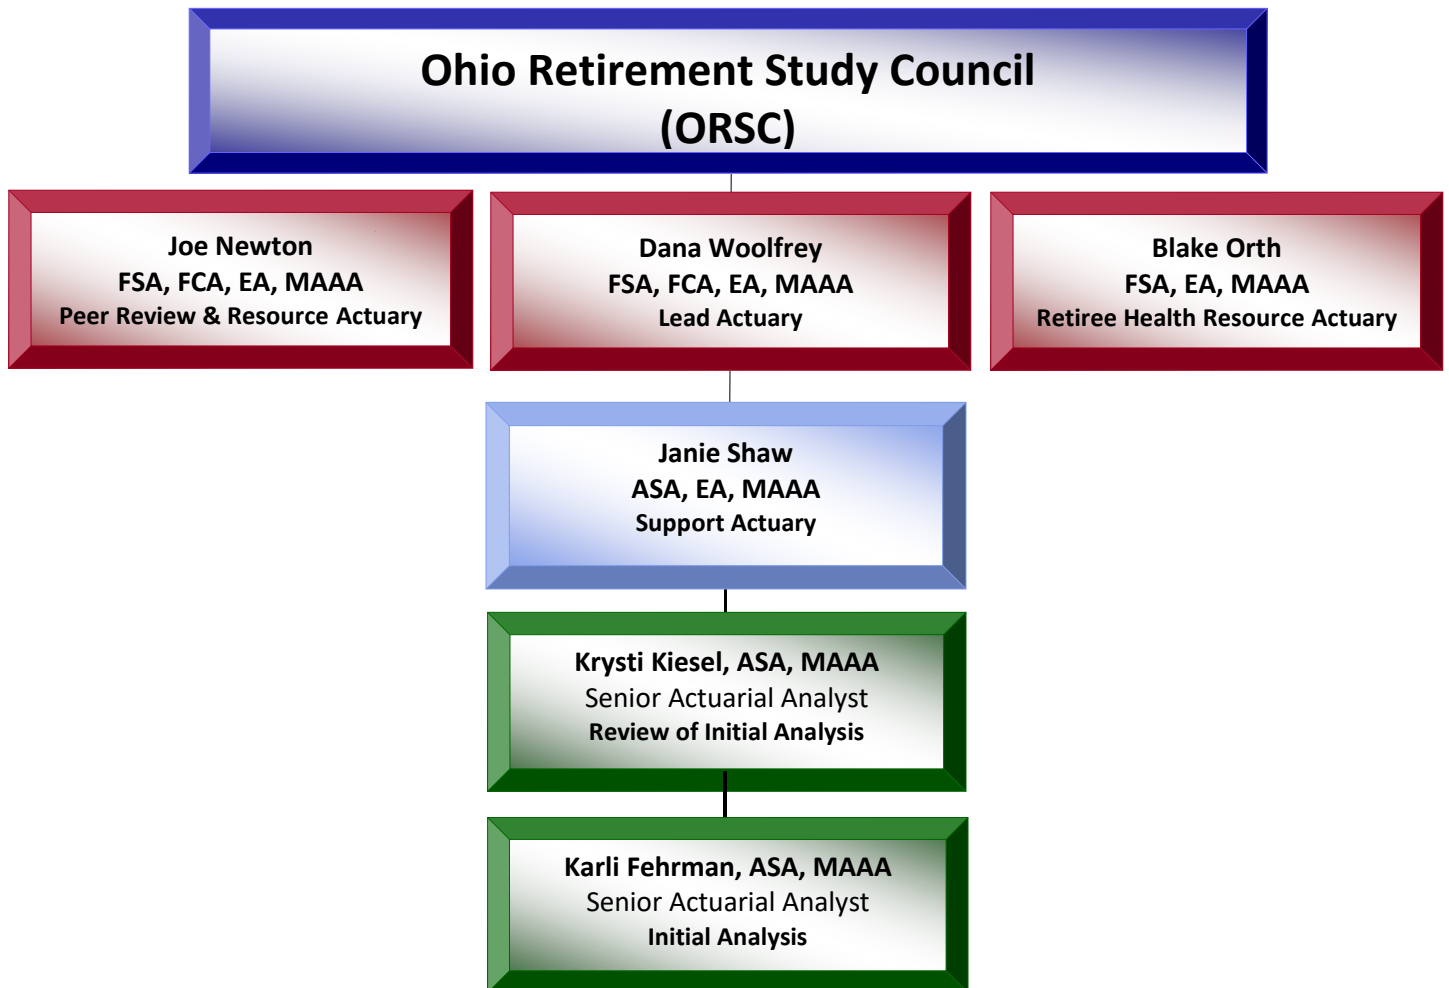 Ohio Retirement Study Council
(ORSC)
Joe Newton
FSA, FCA, EA, MAAA
Peer Review & Resource Actuary
Dana Woolfrey
FSA, FCA, EA, MAAA
Lead Actuary
Blake Orth
FSA, EA, MAAA
Retiree Health Resource Actuary
Janie Shaw
ASA, EA, MAAA
Support Actuary
Krysti Kiesel, ASA, MAAA
Senior Actuarial Analyst
Review of Initial Analysis
Karli Fehrman, ASA, MAAA
Senior Actuarial Analyst
Initial Analysis